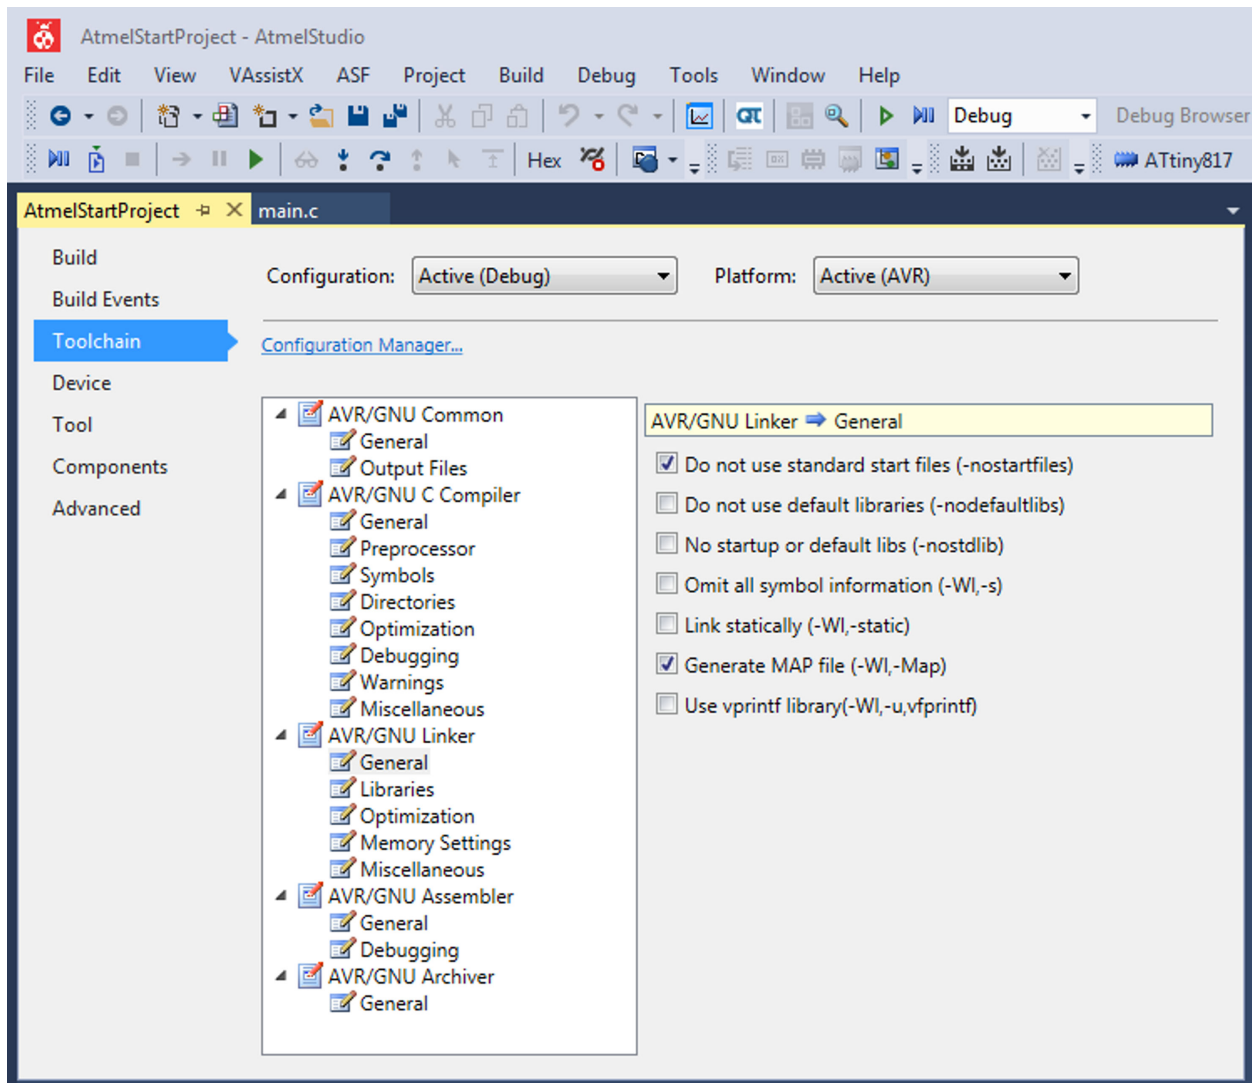 AtmelStartProject - AtmelStudio
File Edit View VAssistX ASF Project Build Debug Tools Window Help
QTT Debug Debug Browser
Hex ATtiny817
AtmelStartProject main.c
Build
Build Events
Toolchain
Device
Tool
Components
Advanced
Configuration: Active (Debug) Platform: Active (AVR)
Configuration Manager...
AVR/GNU Common
General
Output Files
AVR/GNU C Compiler
General
Preprocessor
Symbols
Directories
Optimization
Debugging
Warnings
Miscellaneous
AVR/GNU Linker
General
Libraries
Optimization
Memory Settings
Miscellaneous
AVR/GNU Assembler
General
Debugging
AVR/GNU Archiver
General
AVR/GNU Linker General
Do not use standard start files (-nostartfiles)
Do not use default libraries (-nodefaultlibs)
No startup or default libs (-nostdlib)
Omit all symbol information (-Wl,-s)
Link statically (-Wl,-static)
Generate MAP file (-Wl,-Map)
Use vprintf library(-Wl,-u,vfprintf)